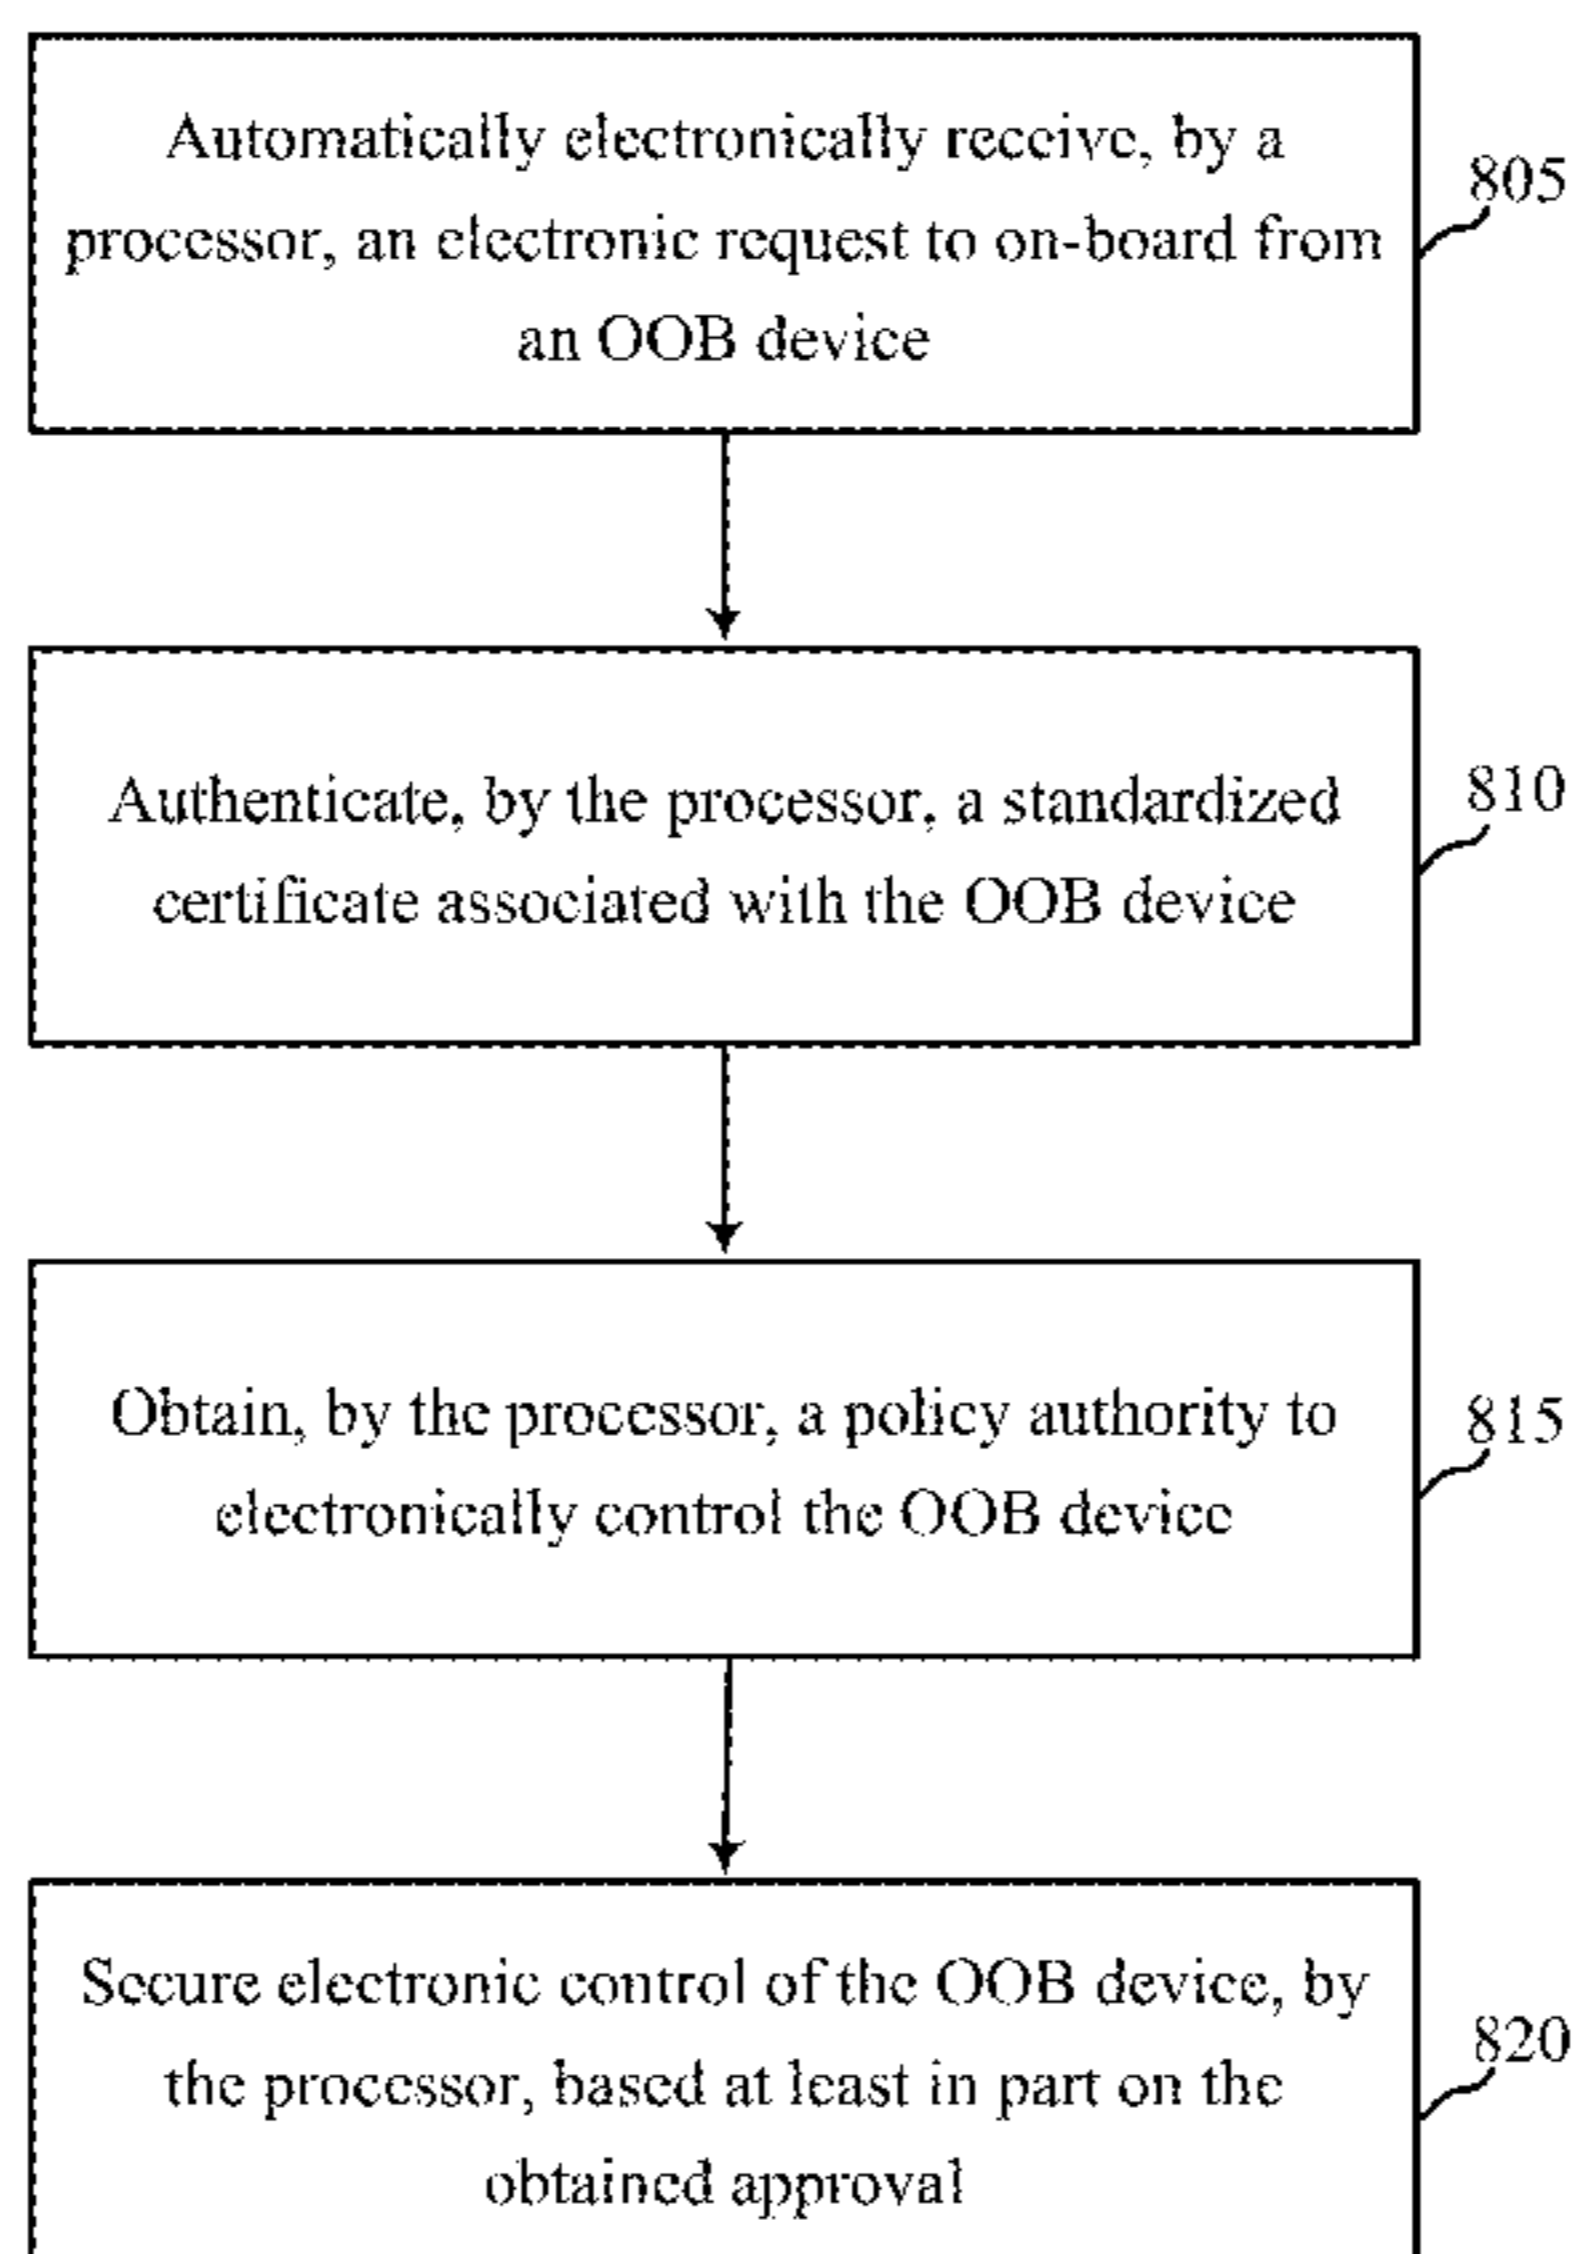 Automatically electronically receive, by a
processor, an electronic request to on-board from
an OOB device
805
Authenticate, by the processor, a standardized
certificate associated with the OOB device
810
Obtain, by the processor, a policy authority to
electronically control the OOB device
815
Secure electronic control of the OOB device, by
the processor, based at least in part on the
obtained approval
820